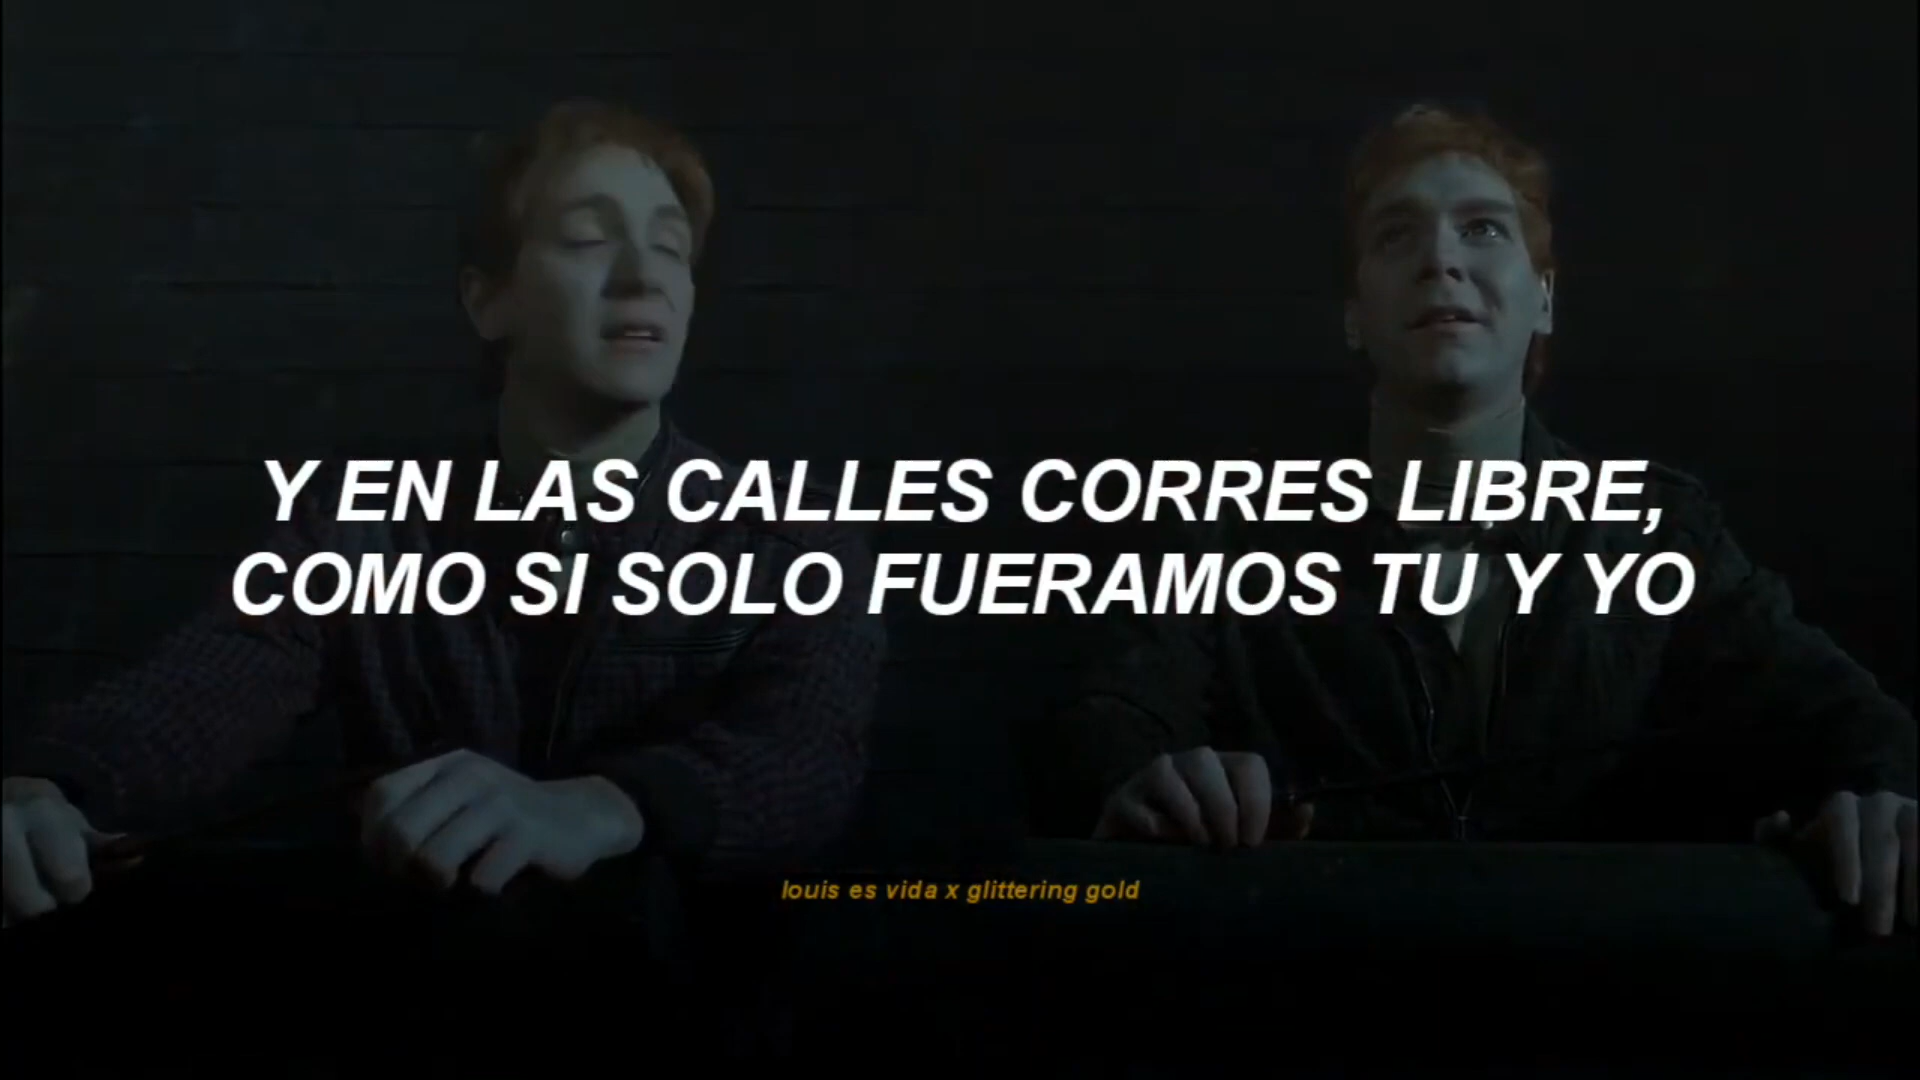 Y EN LAS CALLES CORRES LIBRE,
COMO SI SOLO FUERAMOS TU Y YO
louis es vida x glittering gold